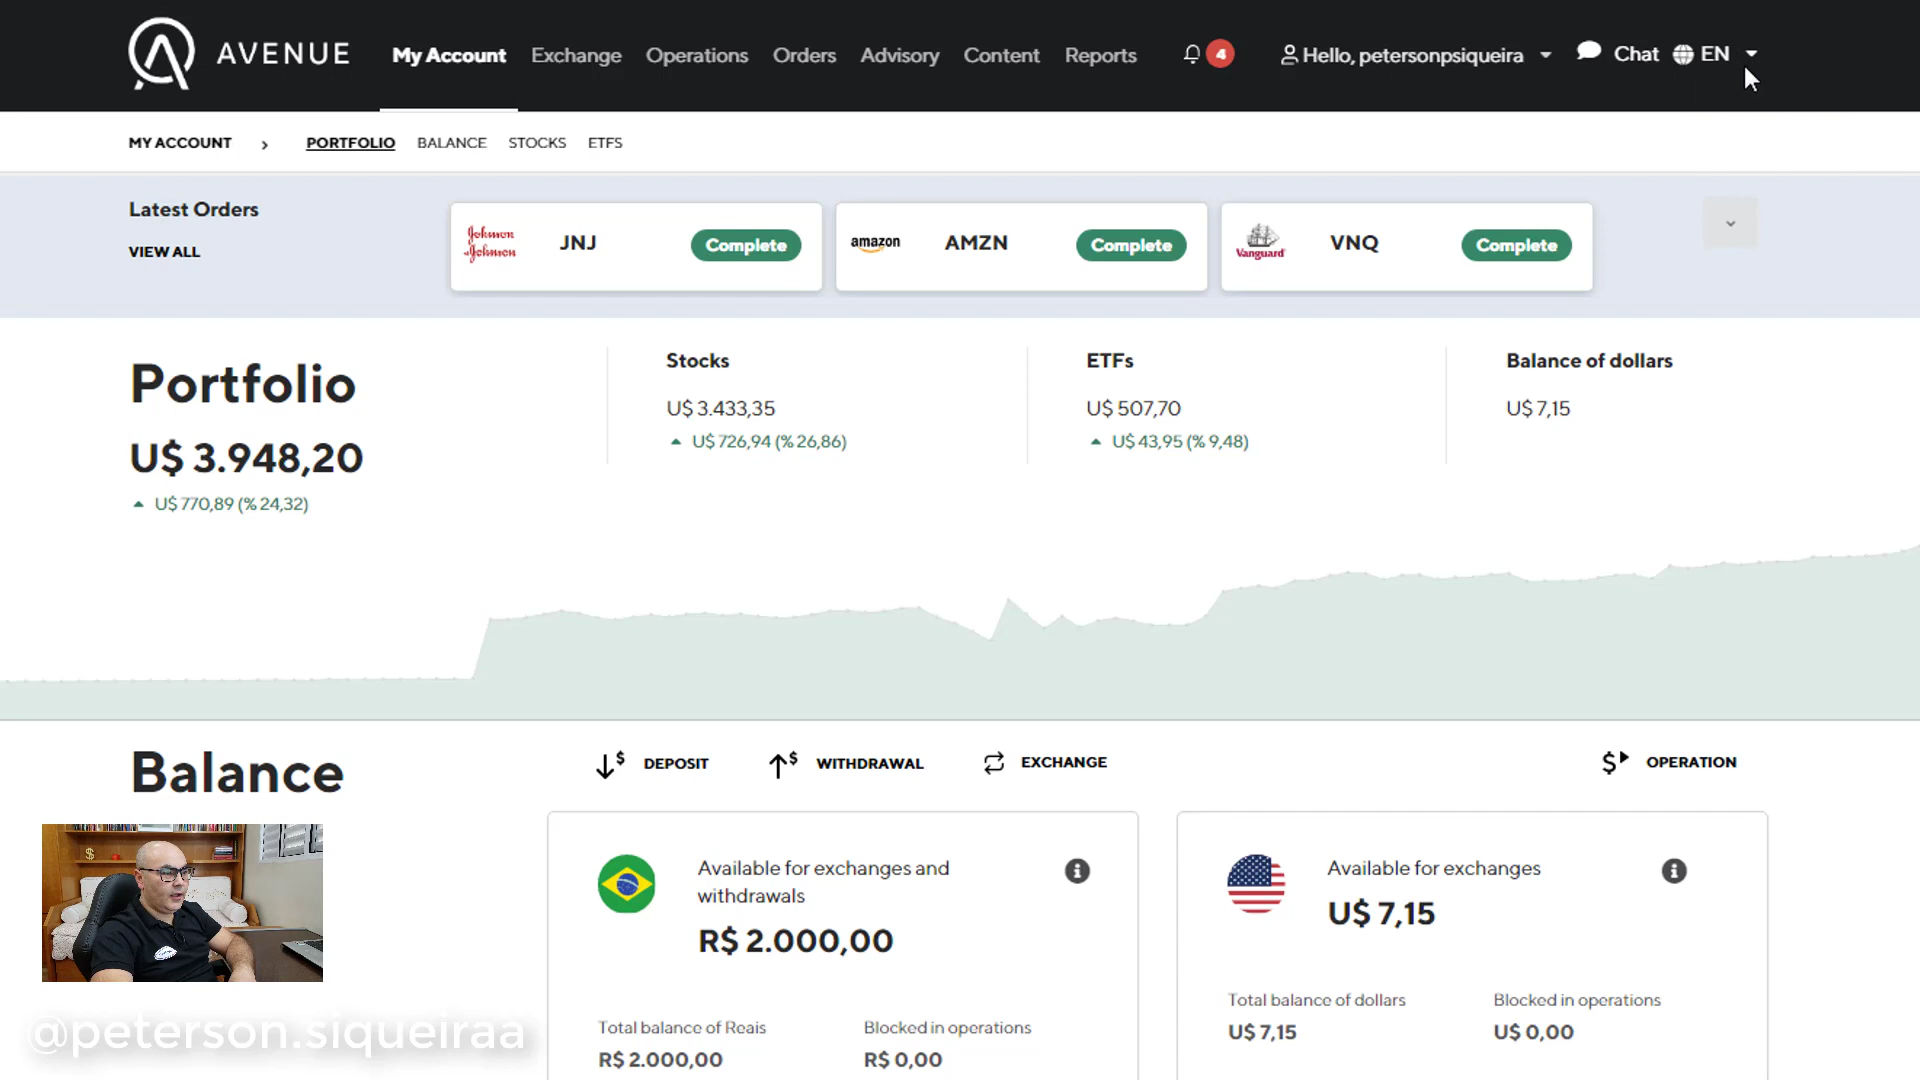 AVENUE
My Account Exchange Operations Orders Advisory Content Reports 4 Hello, petersonpsiqueira Chat EN
MY ACCOUNT PORTFOLIO BALANCE STOCKS ETFS
Latest Orders
VIEW ALL
Johnson & Johnson JNJ Complete
amazon AMZN Complete
Vanguard VNQ Complete
Portfolio
U$ 3.948,20
U$ 770,89 (% 24,32)
Stocks
U$ 3.433,35
U$ 726,94 (% 26,86)
ETFs
U$ 507,70
U$ 43,95 (% 9,48)
Balance of dollars
U$ 7,15
Balance
DEPOSIT WITHDRAWAL EXCHANGE OPERATION
Available for exchanges and
withdrawals
R$ 2.000,00
Total balance of Reais
R$ 2.000,00
Blocked in operations
R$ 0,00
Available for exchanges
U$ 7,15
Total balance of dollars
U$ 7,15
Blocked in operations
U$ 0,00
@peterson.siqueiraa